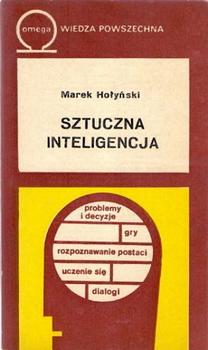 omega WIEDZA POWSZECHNA
Marek Hołyński
SZTUCZNA
INTELIGENCJA
problemy
i decyzje
gry
rozpoznawanie postaci
uczenie się
dialogi